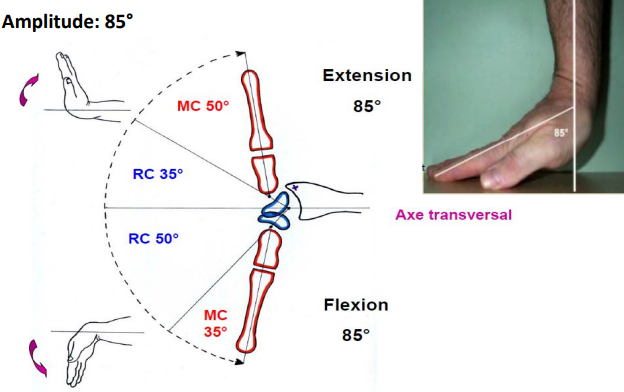 Amplitude: 85°
Extension
85°
MC 50°
RC 35°
RC 50°
MC
35°
Flexion
85°
85°
t
Axe transversal